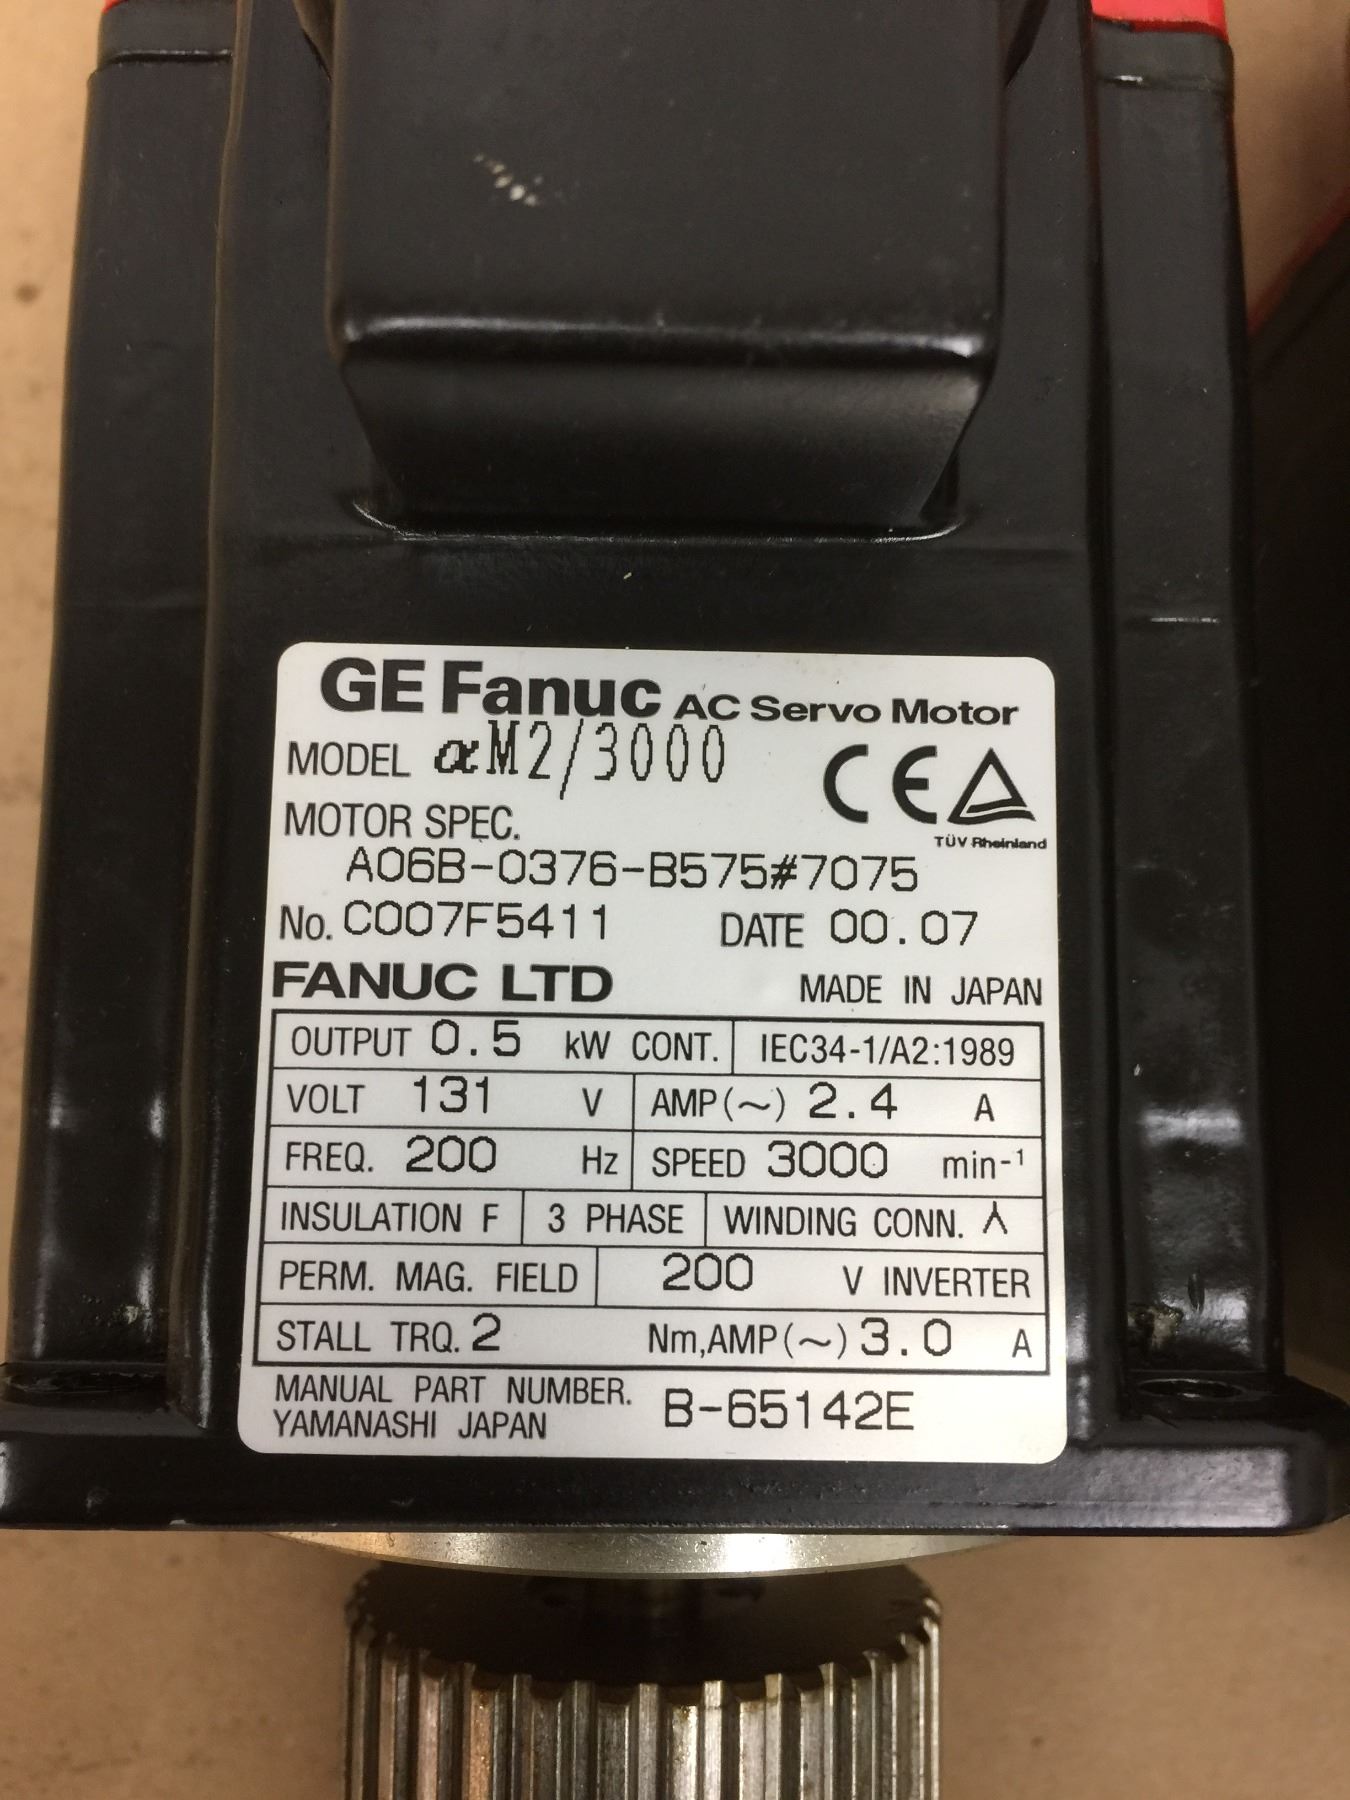 GE Fanuc AC Servo Motor
MODEL αM2/3000
CE
TÜV Rheinland
MOTOR SPEC.
A06B-0376-B575#7075
No. C007F5411 DATE 00.07
FANUC LTD MADE IN JAPAN
OUTPUT 0.5 kW CONT. IEC34-1/A2:1989
VOLT 131 V AMP(~) 2.4 A
FREQ. 200 Hz SPEED 3000 min-1
INSULATION F 3 PHASE WINDING CONN. ⅄
PERM. MAG. FIELD 200 V INVERTER
STALL TRQ. 2 Nm,AMP(~) 3.0 A
MANUAL PART NUMBER. B-65142E
YAMANASHI JAPAN